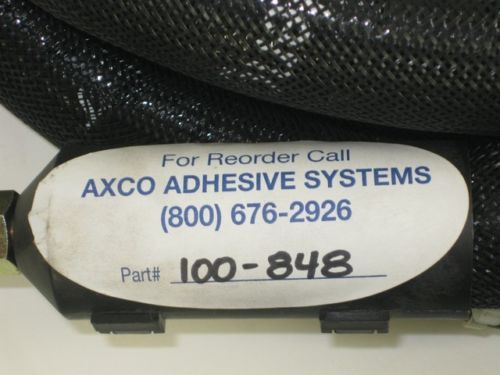 For Reorder Call
AXCO ADHESIVE SYSTEMS
(800) 676-2926
Part# 100-848